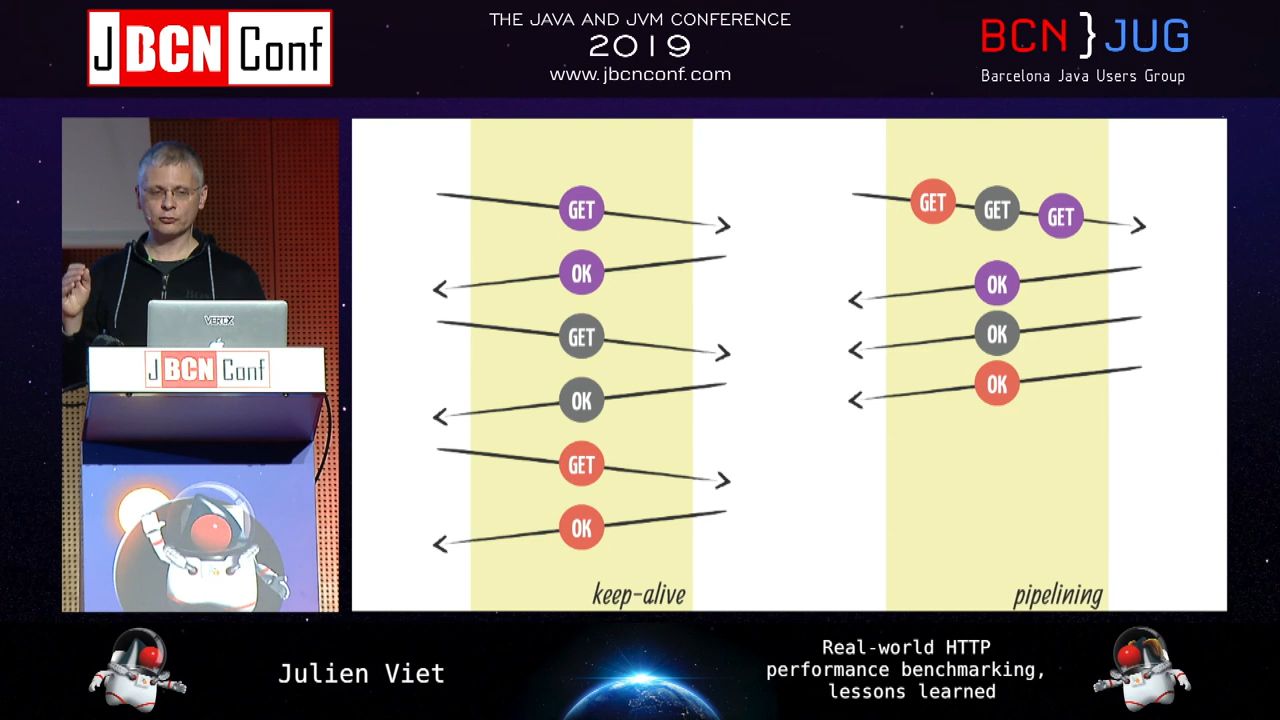 JBCNConf
THE JAVA AND JVM CONFERENCE
2019
www.jbcnconf.com
BCN}JUG
Barcelona Java Users Group
VERT.X
JBCNConf
GET
OK
GET
OK
GET
OK
keep-alive
GET GET GET
OK
OK
OK
pipelining
Julien Viet
Real-world HTTP
performance benchmarking,
lessons learned